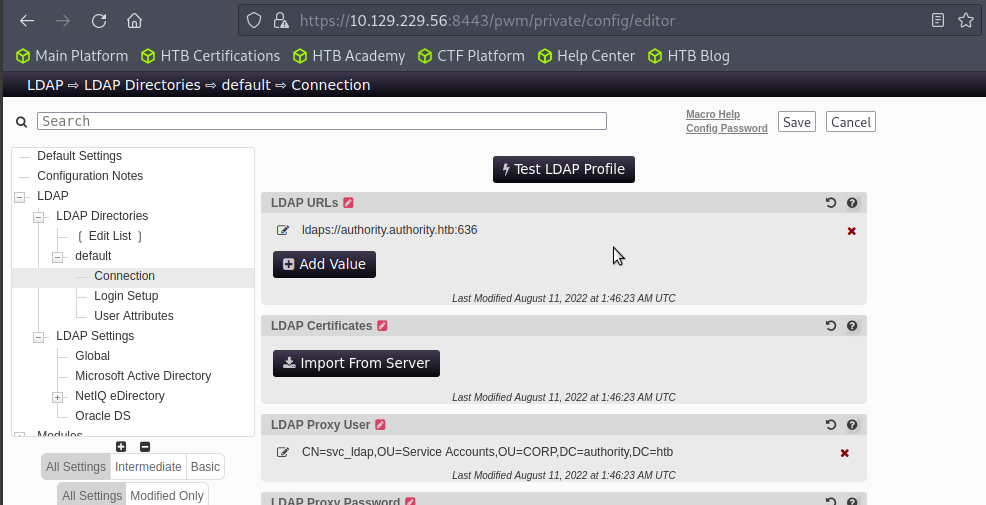 https://10.129.229.56:8443/pwm/private/config/editor
Main Platform HTB Certifications HTB Academy CTF Platform Help Center HTB Blog
LDAP ⇨ LDAP Directories ⇨ default ⇨ Connection
Search
Macro Help
Config Password
Save Cancel
Default Settings
Configuration Notes
LDAP
LDAP Directories
[ Edit List ]
default
Connection
Login Setup
User Attributes
LDAP Settings
Global
Microsoft Active Directory
NetIQ eDirectory
Oracle DS
Modules
All Settings Intermediate Basic
All Settings Modified Only
Test LDAP Profile
LDAP URLs
ldaps://authority.authority.htb:636
Add Value
Last Modified August 11, 2022 at 1:46:23 AM UTC
LDAP Certificates
Import From Server
Last Modified August 11, 2022 at 1:46:23 AM UTC
LDAP Proxy User
CN=svc_ldap,OU=Service Accounts,OU=CORP,DC=authority,DC=htb
Last Modified August 11, 2022 at 1:46:23 AM UTC
LDAP Proxy Password